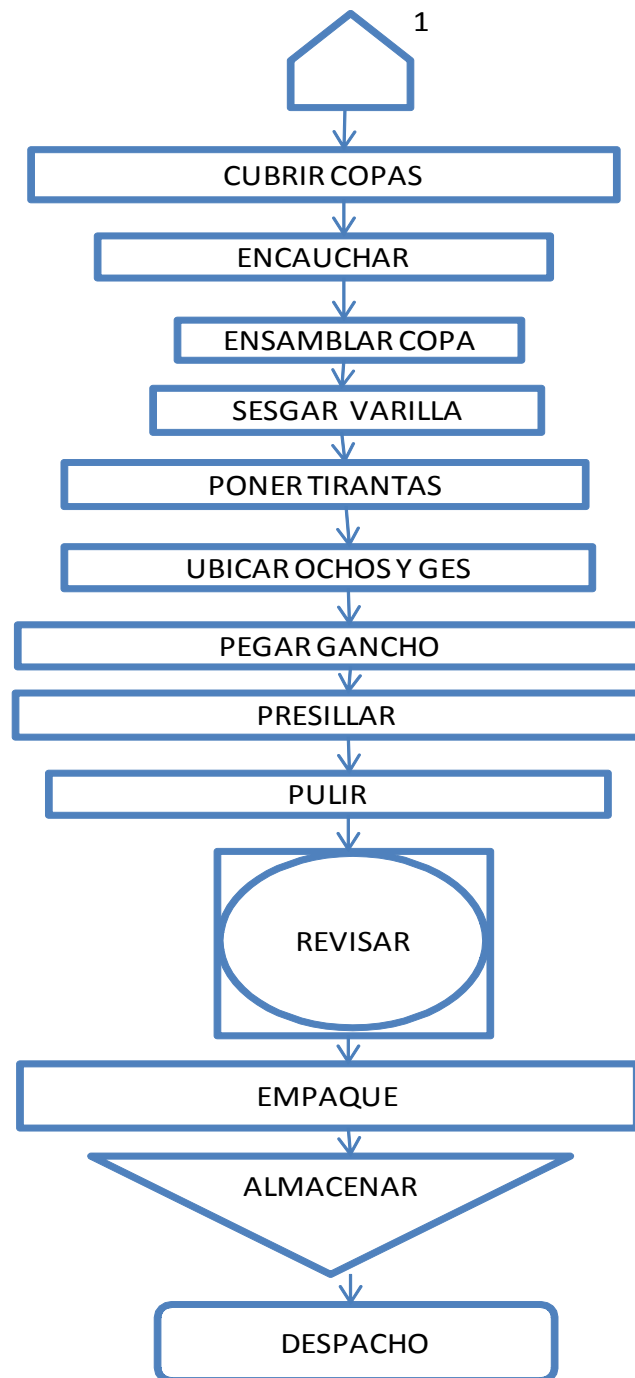 1
CUBRIR COPAS
ENCAUCHAR
ENSAMBLAR COPA
SESGAR VARILLA
PONER TIRANTAS
UBICAR OCHOS Y GES
PEGAR GANCHO
PRESILLAR
PULIR
REVISAR
EMPAQUE
ALMACENAR
DESPACHO